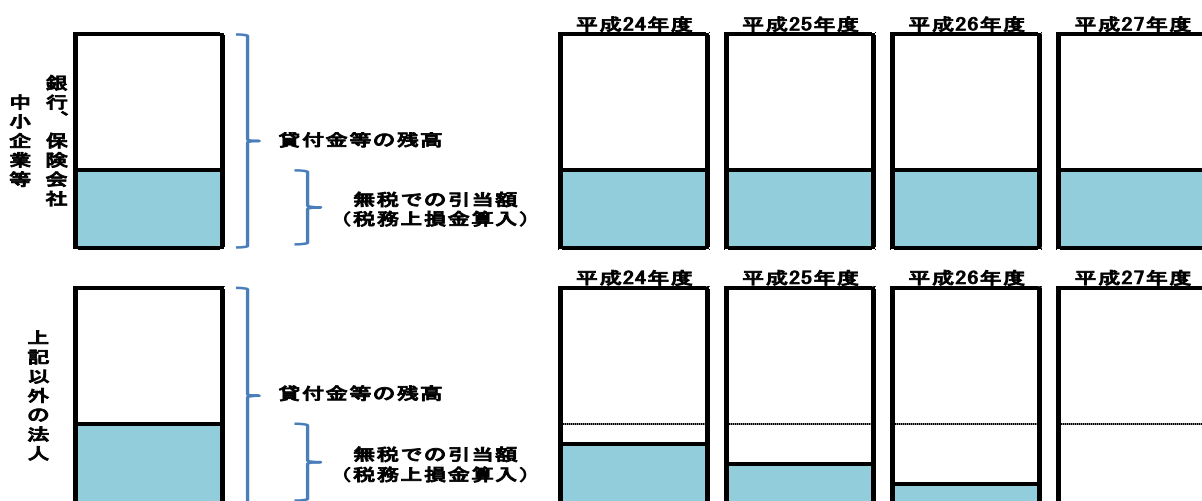 平成24年度
平成25年度
平成26年度
平成27年度
銀行、保険会社
中小企業等
貸付金等の残高
無税での引当額
(税務上損金算入)
平成24年度
平成25年度
平成26年度
平成27年度
上記以外の法人
貸付金等の残高
無税での引当額
(税務上損金算入)